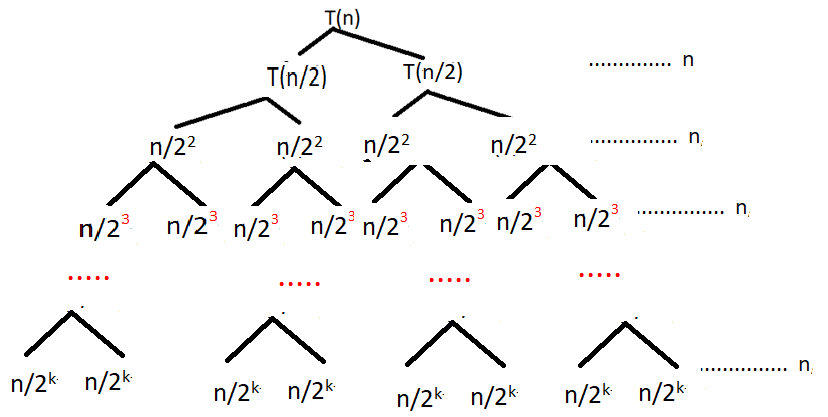 T(n)
T(n/2) T(n/2) .............. n
n/2² n/2² n/2² n/2² ............... n
n/2³ n/2³ n/2³ n/2³ n/2³ n/2³ n/2³ n/2³ ................ n
..... ..... ..... .....
n/2ᵏ n/2ᵏ n/2ᵏ n/2ᵏ n/2ᵏ n/2ᵏ n/2ᵏ n/2ᵏ ............... n